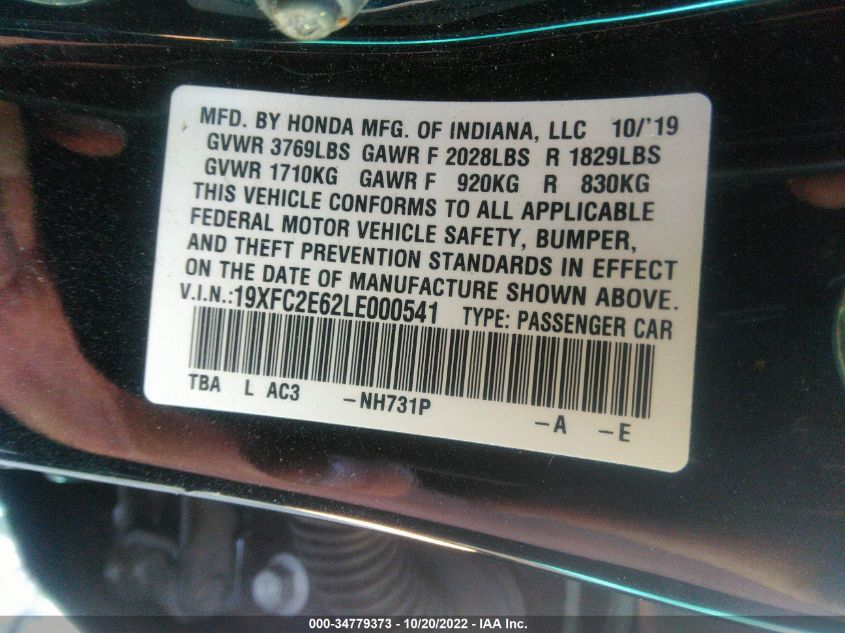 MFD. BY HONDA MFG. OF INDIANA, LLC 10/'19
GVWR 3769LBS GAWR F 2028LBS R 1829LBS
GVWR 1710KG GAWR F 920KG R 830KG
THIS VEHICLE CONFORMS TO ALL APPLICABLE
FEDERAL MOTOR VEHICLE SAFETY, BUMPER,
AND THEFT PREVENTION STANDARDS IN EFFECT
ON THE DATE OF MANUFACTURE SHOWN ABOVE.
V.I.N.:19XFC2E62LE000541 TYPE: PASSENGER CAR
TBA L AC3 -NH731P -A -E
000-34779373 - 10/20/2022 - IAA Inc.